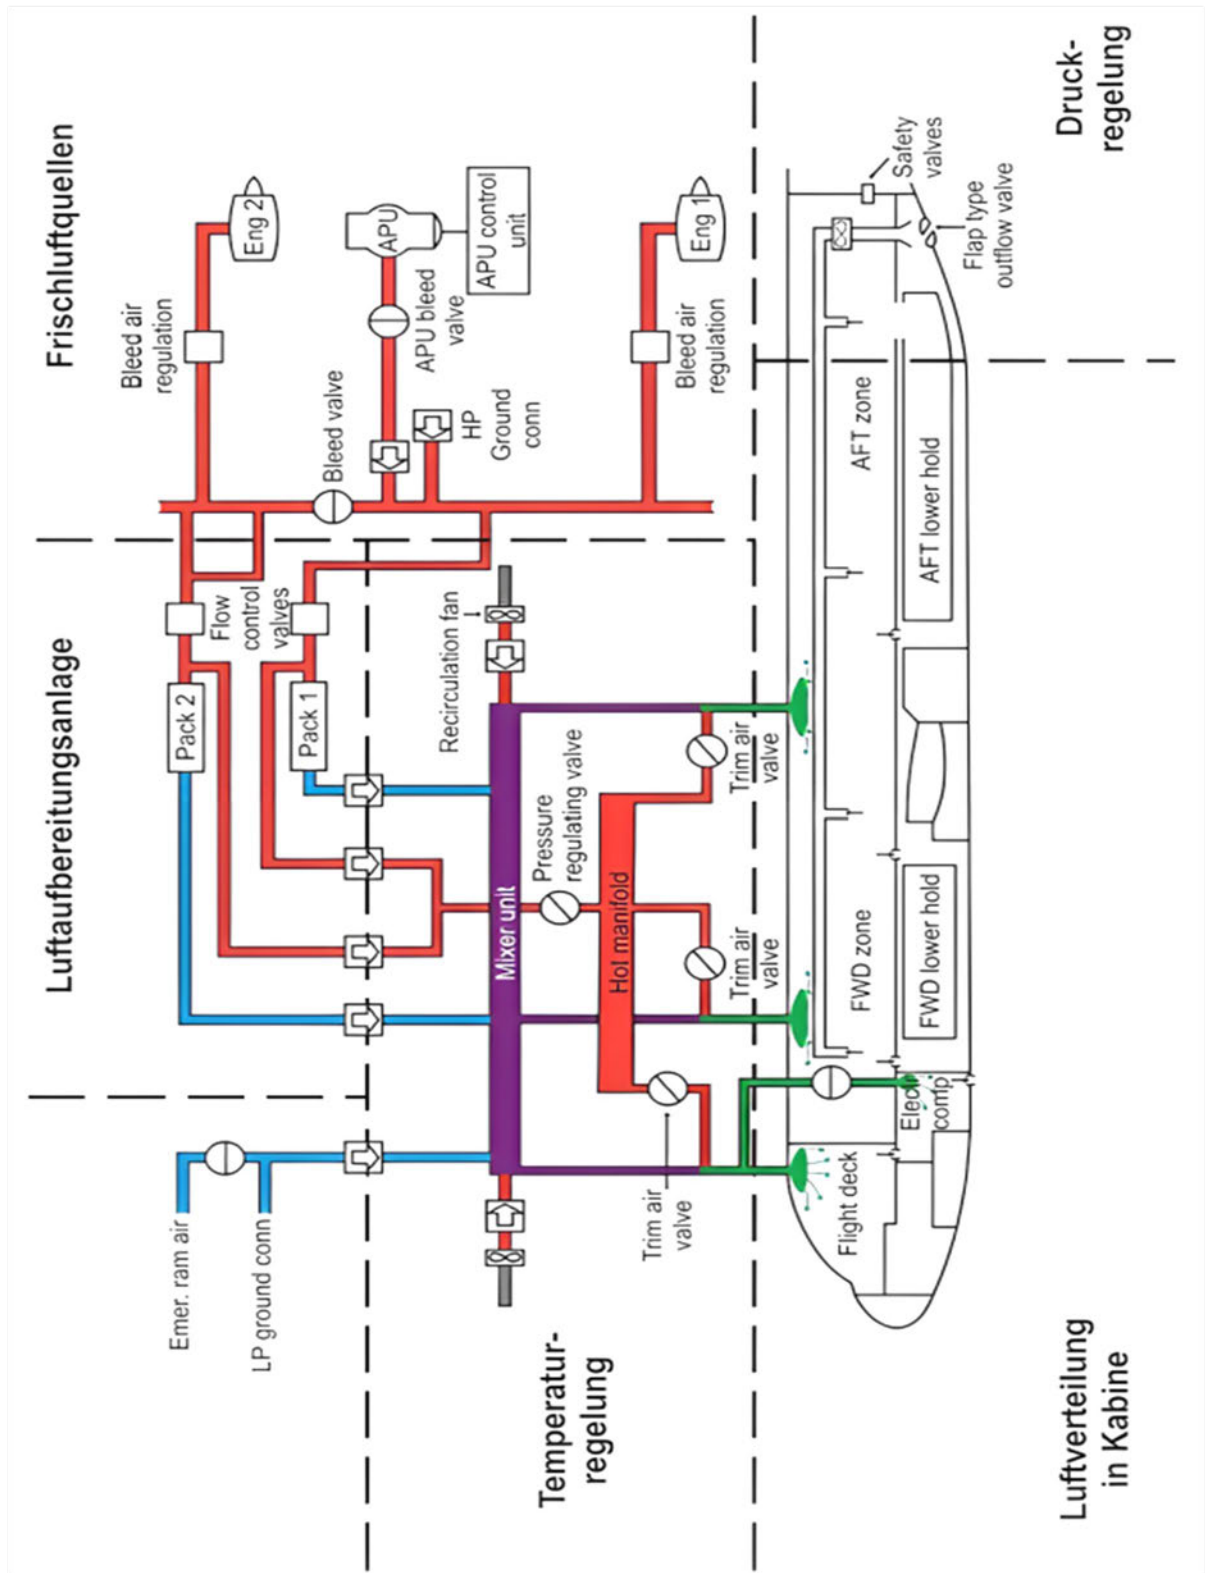 Frischluftquellen
Luftaufbereitungsanlage
Temperatur-
regelung
Luftverteilung
in Kabine
Druck-
regelung
Emer. ram air
LP ground conn
Pack 2
Pack 1
Flow
control
valves
Bleed air
regulation
Eng 2
Bleed valve
APU bleed
valve
APU
APU control
unit
HP
Ground
conn
Bleed air
regulation
Eng 1
Recirculation fan
Mixer unit
Pressure
regulating valve
Hot manifold
Trim air
valve
Trim air
valve
Trim air
valve
Flight deck
Electr
comp
FWD zone
FWD lower hold
AFT zone
AFT lower hold
Safety
valves
Flap type
outflow valve